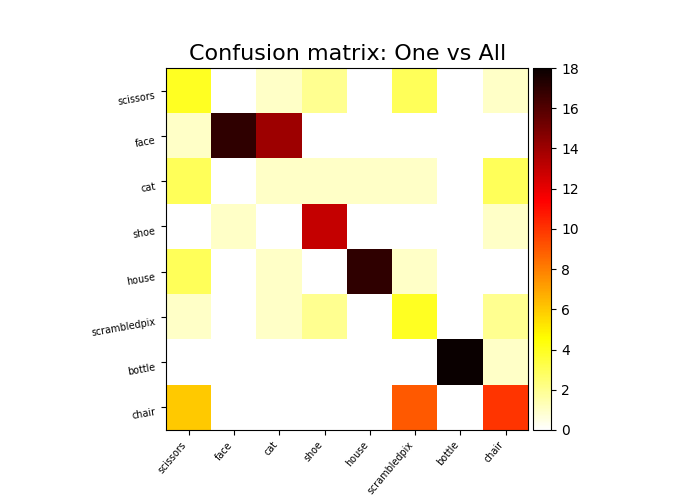 Confusion matrix: One vs All
scissors
face
cat
shoe
house
scrambledpix
bottle
chair
scissors
face
cat
shoe
house
scrambledpix
bottle
chair
18
16
14
12
10
8
6
4
2
0